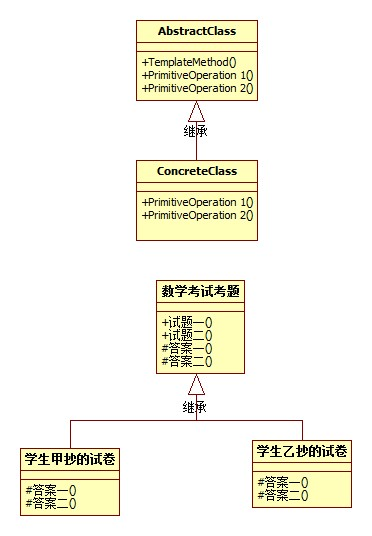 AbstractClass
+TemplateMethod()
+PrimitiveOperation 1()
+PrimitiveOperation 2()
继承
ConcreteClass
+PrimitiveOperation 1()
+PrimitiveOperation 2()
数学考试考题
+试题一()
+试题二()
#答案一()
#答案二()
继承
学生甲抄的试卷
#答案一()
#答案二()
学生乙抄的试卷
#答案一()
#答案二()